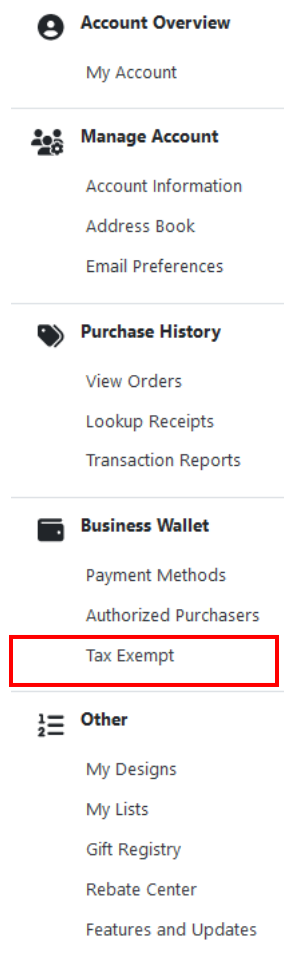 Account Overview
My Account
Manage Account
Account Information
Address Book
Email Preferences
Purchase History
View Orders
Lookup Receipts
Transaction Reports
Business Wallet
Payment Methods
Authorized Purchasers
Tax Exempt
1
2
Other
My Designs
My Lists
Gift Registry
Rebate Center
Features and Updates